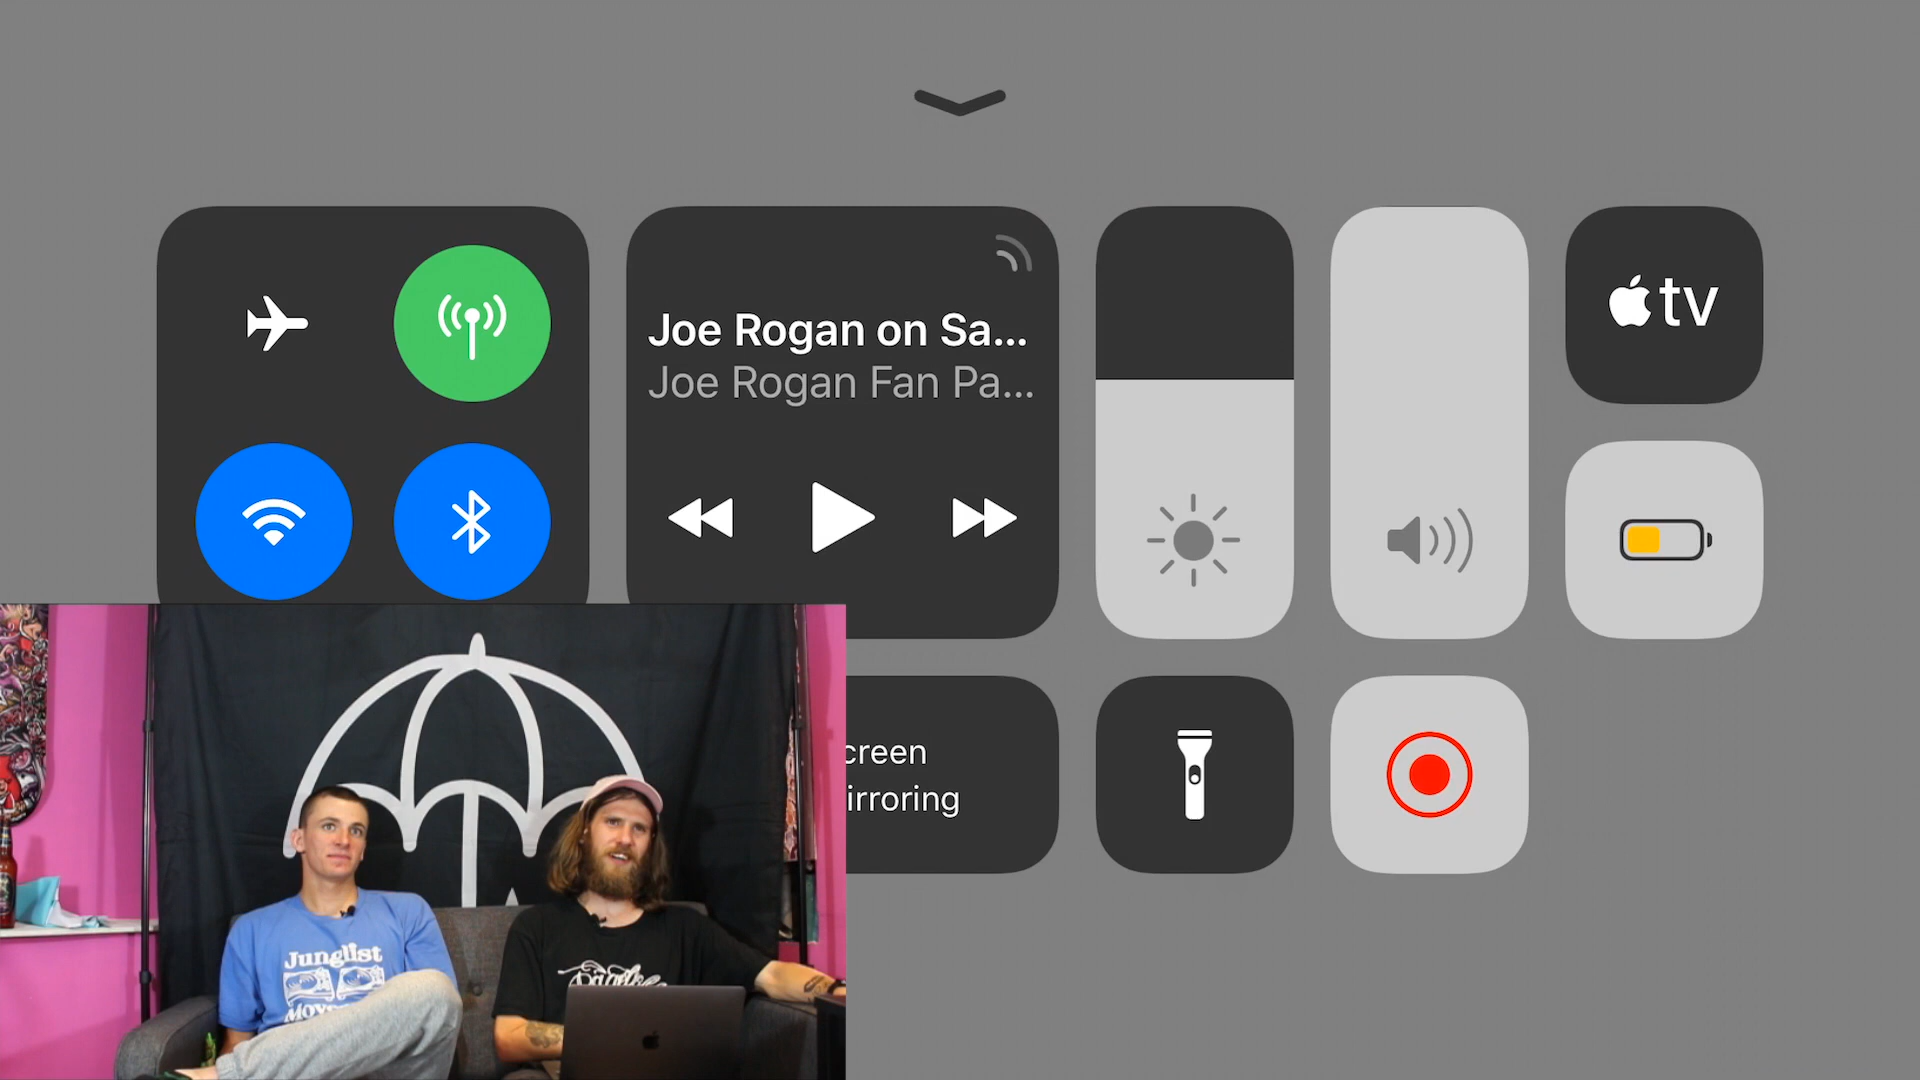 Joe Rogan on Sa...
Joe Rogan Fan Pa...
tv
creen
irroring
Junglist